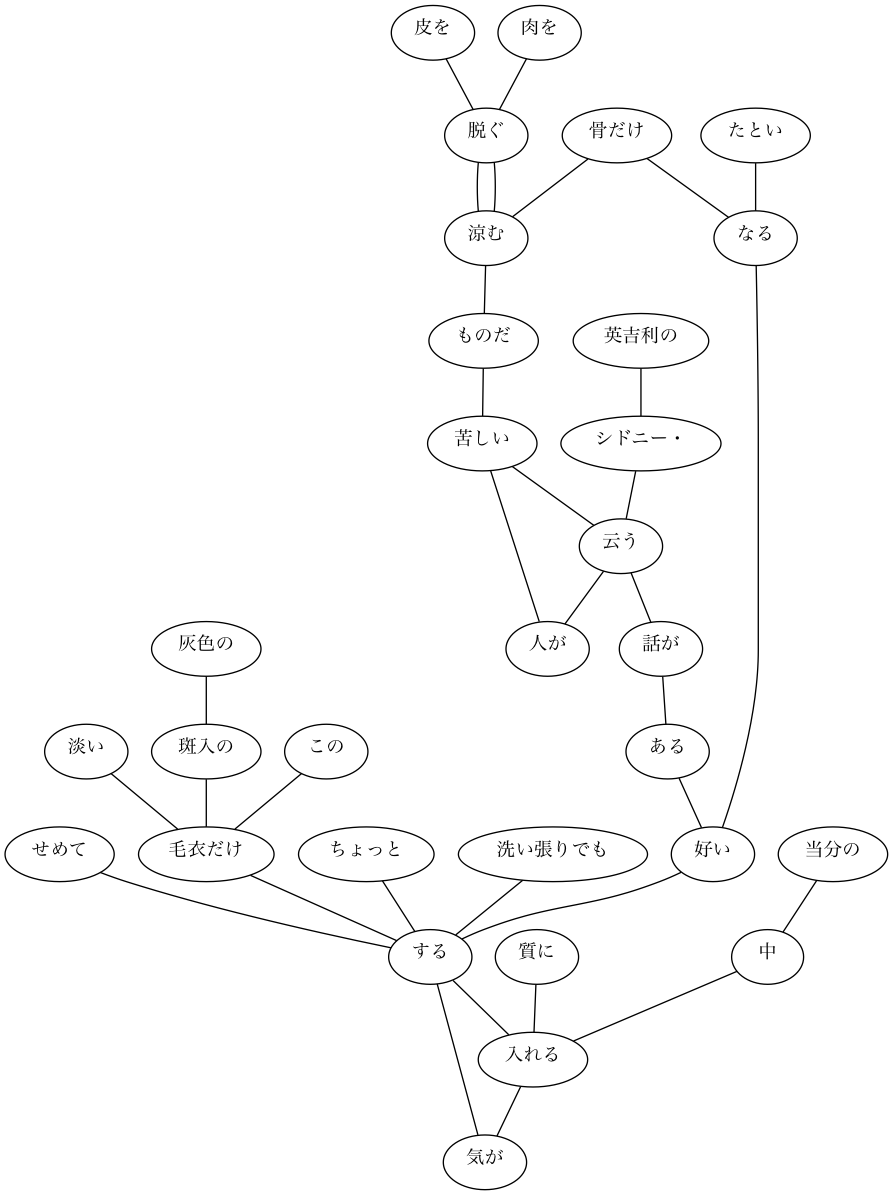 皮を
肉を
脱ぐ
骨だけ
たとい
涼む
なる
ものだ
英吉利の
苦しい
シドニー・
云う
灰色の
人が
話が
淡い
斑入の
この
ある
せめて
毛衣だけ
ちょっと
洗い張りでも
好い
当分の
する
質に
中
入れる
気が